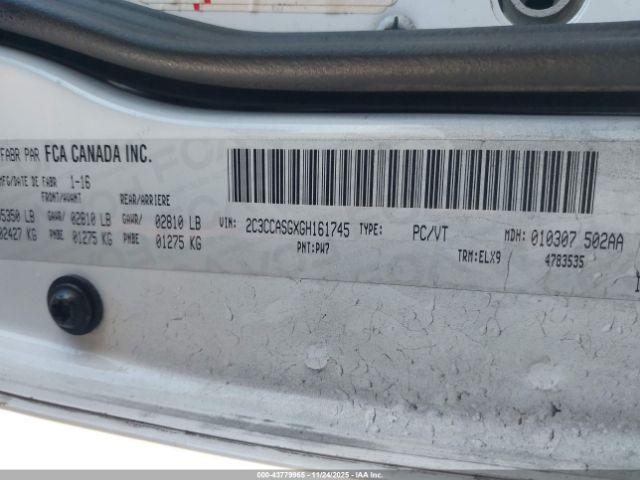 FABR PAR FCA CANADA INC.
MFG/DATE DE FABR 1-16
FRONT/AVANT REAR/ARRIERE
5350 LB GAWR/ 02810 LB GAWR/ 02810 LB
02427 KG PNBE 01275 KG PNBE 01275 KG
VIN: 2C3CCASGXGH161745 TYPE: PC/VT MDH: 010307 502AA
PNT:PW7 TRM:ELX9 4783535
000-43779965 - 11/24/2025 - IAA Inc.